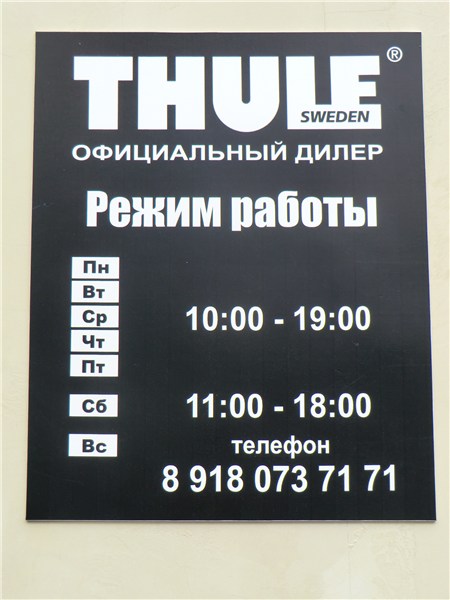 THULE®
SWEDEN
ОФИЦИАЛЬНЫЙ ДИЛЕР
Режим работы
Пн
Вт
Ср 10:00 - 19:00
Чт
Пт
Сб 11:00 - 18:00
Вс телефон
8 918 073 71 71